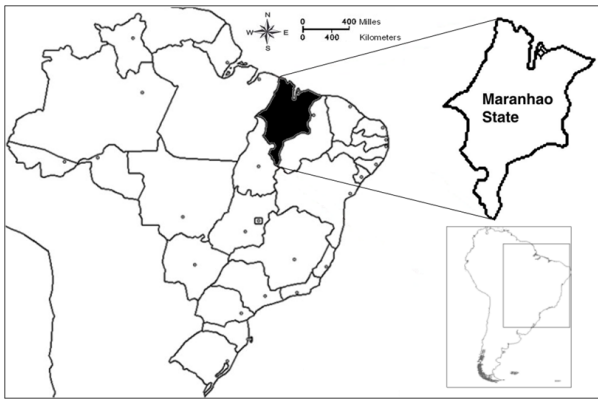 N
W E
S
0 400 Milles
0 400 Kilometers
Maranhao
State